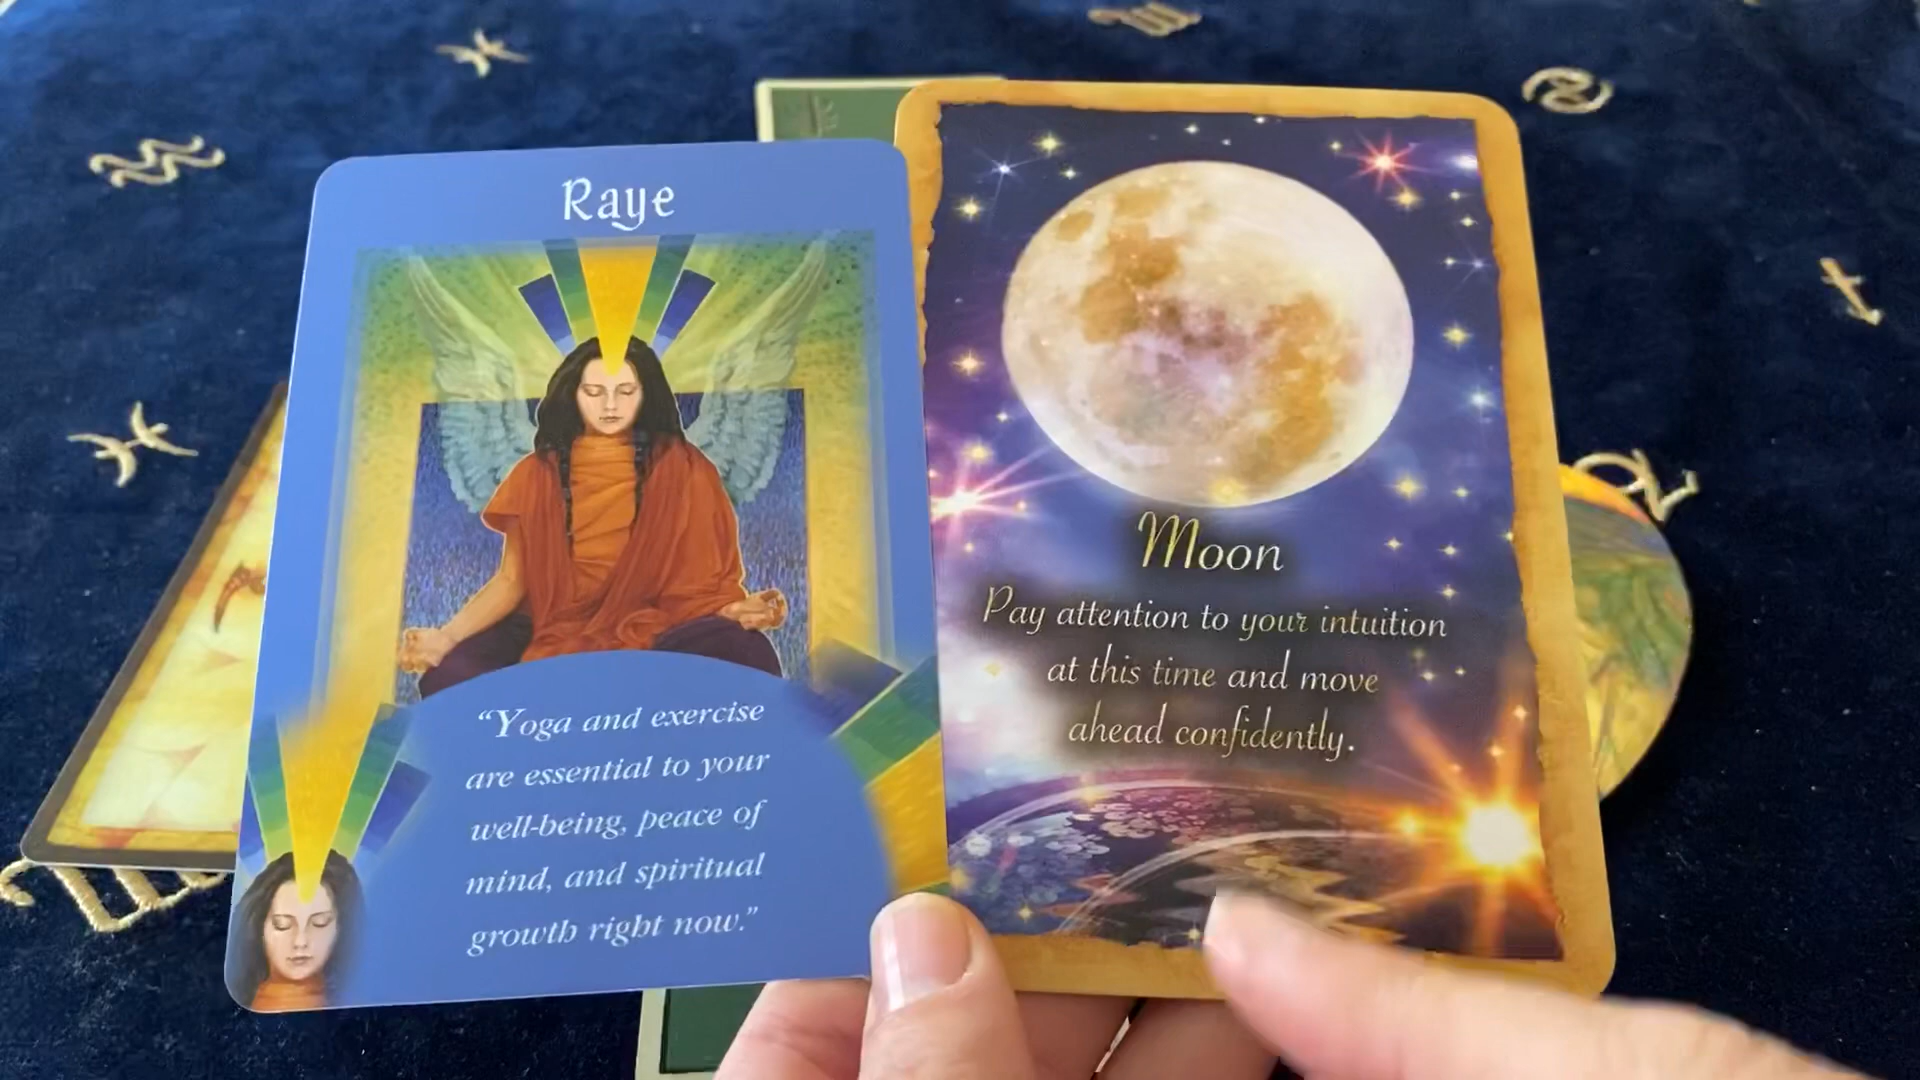 Raye
“Yoga and exercise
are essential to your
well-being, peace of
mind, and spiritual
growth right now.”
Moon
Pay attention to your intuition
at this time and move
ahead confidently.